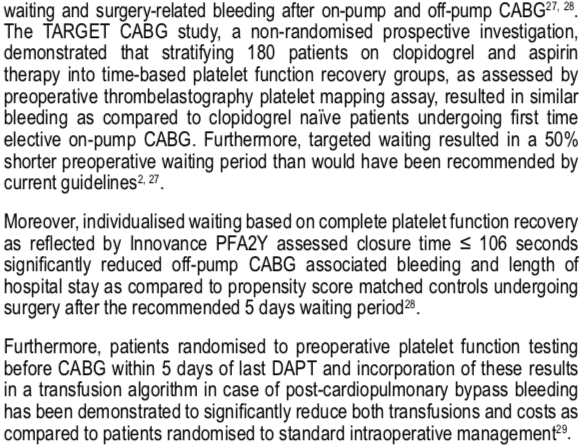 waiting and surgery-related bleeding after on-pump and off-pump CABG27, 28.
The TARGET CABG study, a non-randomised prospective investigation,
demonstrated that stratifying 180 patients on clopidogrel and aspirin
therapy into time-based platelet function recovery groups, as assessed by
preoperative thrombelastography platelet mapping assay, resulted in similar
bleeding as compared to clopidogrel naïve patients undergoing first time
elective on-pump CABG. Furthermore, targeted waiting resulted in a 50%
shorter preoperative waiting period than would have been recommended by
current guidelines2, 27.

Moreover, individualised waiting based on complete platelet function recovery
as reflected by Innovance PFA2Y assessed closure time ≤ 106 seconds
significantly reduced off-pump CABG associated bleeding and length of
hospital stay as compared to propensity score matched controls undergoing
surgery after the recommended 5 days waiting period28.

Furthermore, patients randomised to preoperative platelet function testing
before CABG within 5 days of last DAPT and incorporation of these results
in a transfusion algorithm in case of post-cardiopulmonary bypass bleeding
has been demonstrated to significantly reduce both transfusions and costs as
compared to patients randomised to standard intraoperative management29.